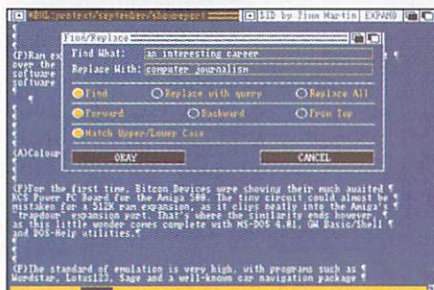 WORK:protect/september/showreport
SID by Timm Martin EXPAND
Find/Replace
Find What: an interesting career
Replace With: computer journalism
Find Replace with query Replace All
Forward Backward From Top
Match Upper/Lower Case
OKAY CANCEL
(P)Ram ex
over the
software
software
(A)Colour
(P)For the first time, Bitcon Devices were showing their much awaited ¶
KCS Power PC Board for the Amiga 500. The tiny circuit could almost be ¶
mistaken for a 512K ram expansion, as it clips neatly into the Amiga's ¶
"trapdoor" expansion port. That's where the similarity ends however, ¶
as this little wonder comes complete with MS-DOS 4.01, GW Basic/Shell ¶
and DOS-Help utilities.¶
(P)The standard of emulation is very high, with programs such as ¶
Wordstar, Lotus123, Sage and a well-known car navigation package ¶